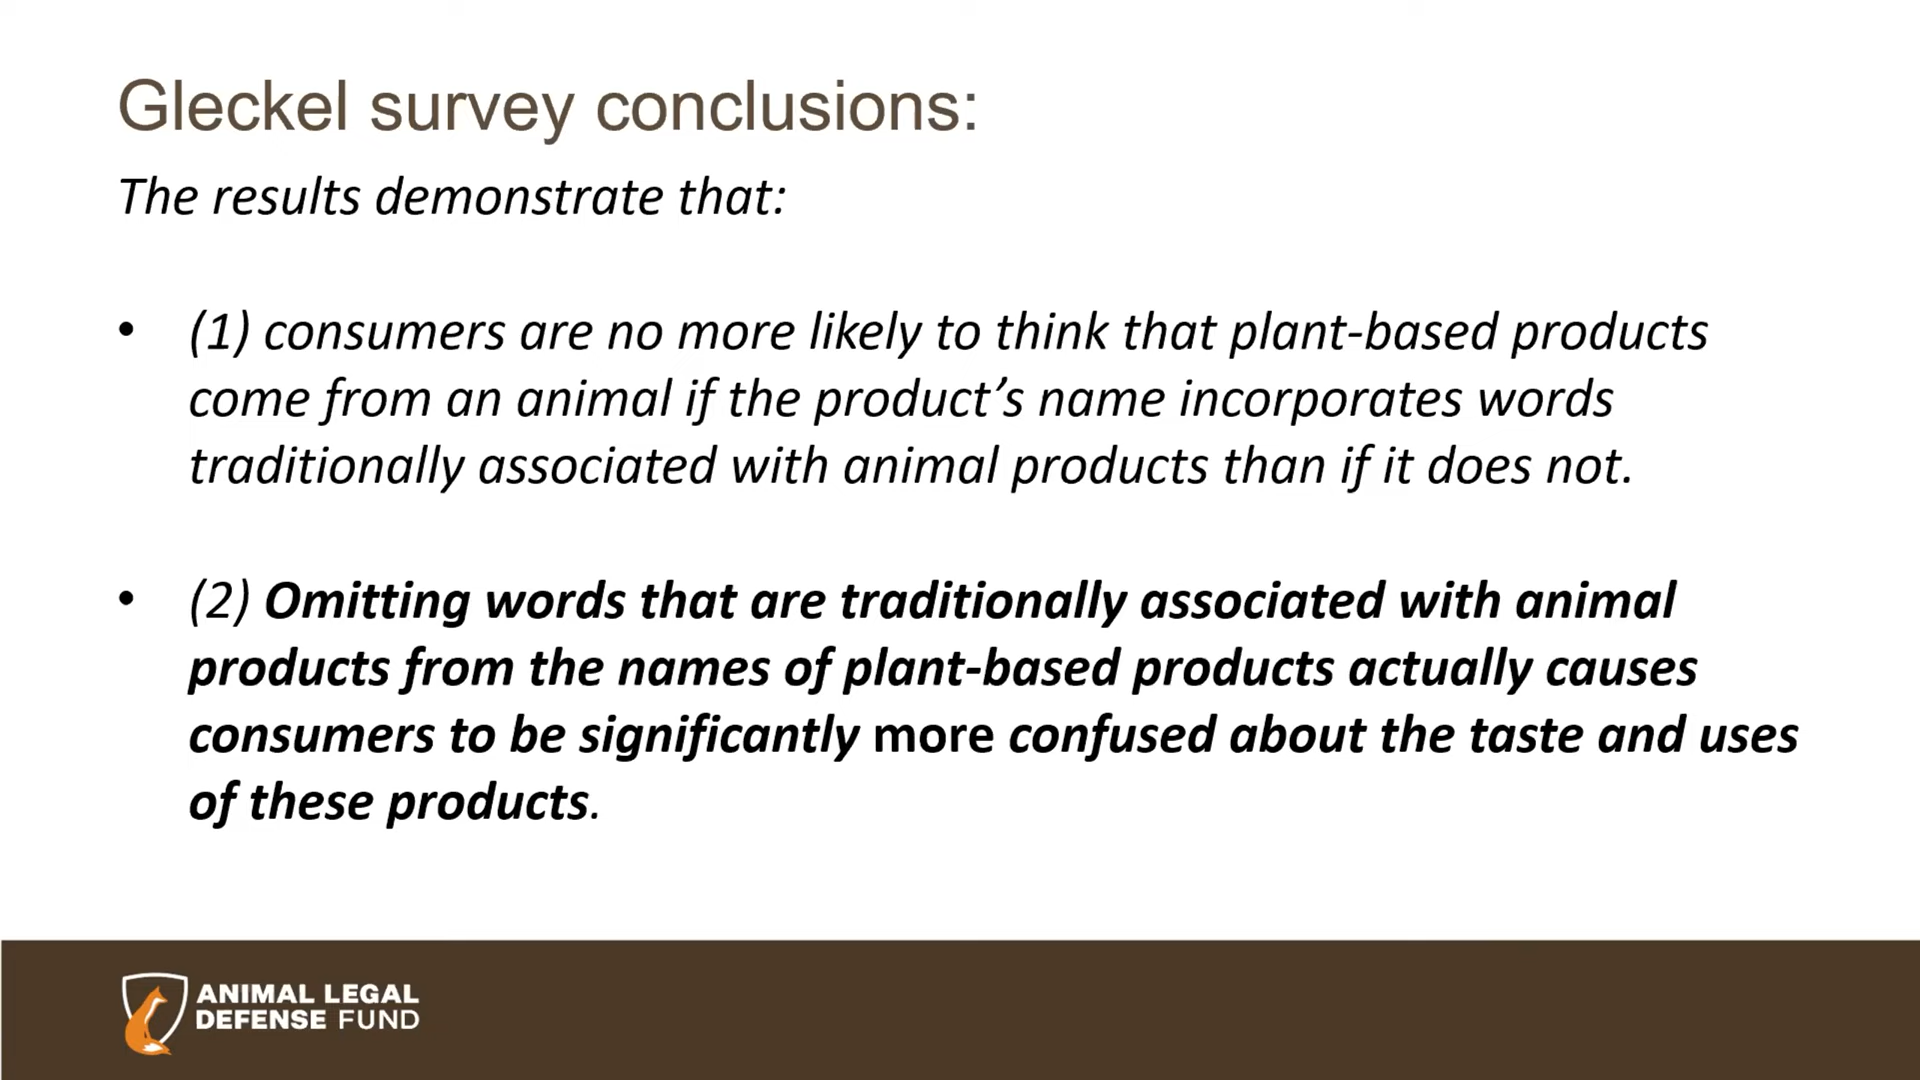 Gleckel survey conclusions:
The results demonstrate that:
• (1) consumers are no more likely to think that plant-based products
come from an animal if the product’s name incorporates words
traditionally associated with animal products than if it does not.
• (2) Omitting words that are traditionally associated with animal
products from the names of plant-based products actually causes
consumers to be significantly more confused about the taste and uses
of these products.
ANIMAL LEGAL
DEFENSE FUND